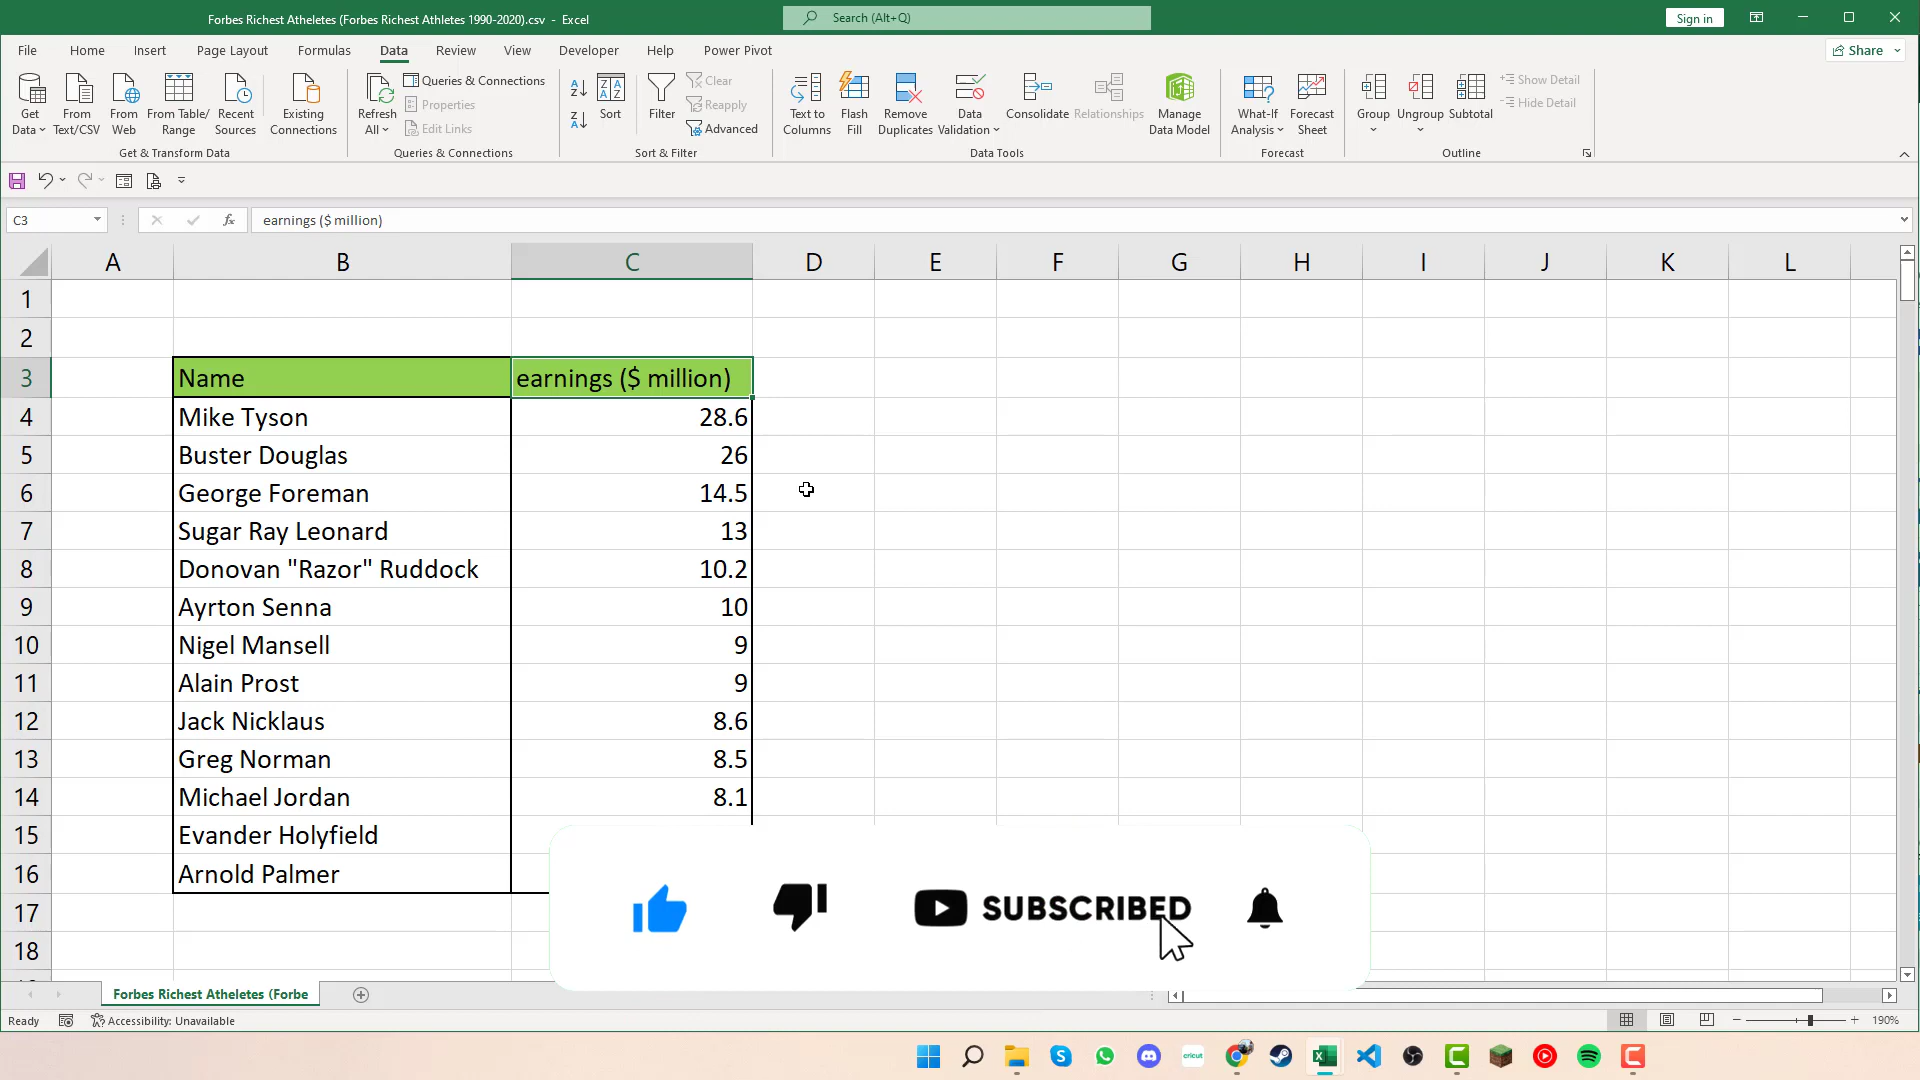 Forbes Richest Atheletes (Forbes Richest Athletes 1990-2020).csv - Excel
Search (Alt+Q)
Sign in
File Home Insert Page Layout Formulas Data Review View Developer Help Power Pivot
Share
Get Data
From Text/CSV
From Web
From Table/ Range
Recent Sources
Existing Connections
Get & Transform Data
Refresh All
Queries & Connections
Properties
Edit Links
Queries & Connections
Sort
Filter
Clear
Reapply
Advanced
Sort & Filter
Text to Columns
Flash Fill
Remove Duplicates
Data Validation
Consolidate
Relationships
Manage Data Model
Data Tools
What-If Analysis
Forecast Sheet
Forecast
Group
Ungroup
Subtotal
Show Detail
Hide Detail
Outline
C3
fx
earnings ($ million)
A B C D E F G H I J K L
1
2
3 Name earnings ($ million)
4 Mike Tyson 28.6
5 Buster Douglas 26
6 George Foreman 14.5
7 Sugar Ray Leonard 13
8 Donovan "Razor" Ruddock 10.2
9 Ayrton Senna 10
10 Nigel Mansell 9
11 Alain Prost 9
12 Jack Nicklaus 8.6
13 Greg Norman 8.5
14 Michael Jordan 8.1
15 Evander Holyfield
16 Arnold Palmer
17
18
SUBSCRIBED
Forbes Richest Atheletes (Forbe
Ready
Accessibility: Unavailable
190%
cricut